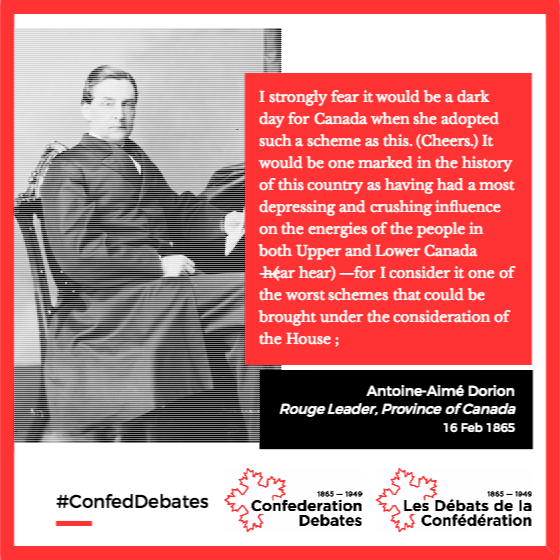 I strongly fear it would be a dark
day for Canada when she adopted
such a scheme as this. (Cheers.) It
would be one marked in the history
of this country as having had a most
depressing and crushing influence
on the energies of the people in
both Upper and Lower Canada
hear hear) —for I consider it one of
the worst schemes that could be
brought under the consideration of
the House ;
Antoine-Aimé Dorion
Rouge Leader, Province of Canada
16 Feb 1865
#ConfedDebates
1865 — 1949
Confederation
Debates
1865 — 1949
Les Débats de la
Confédération